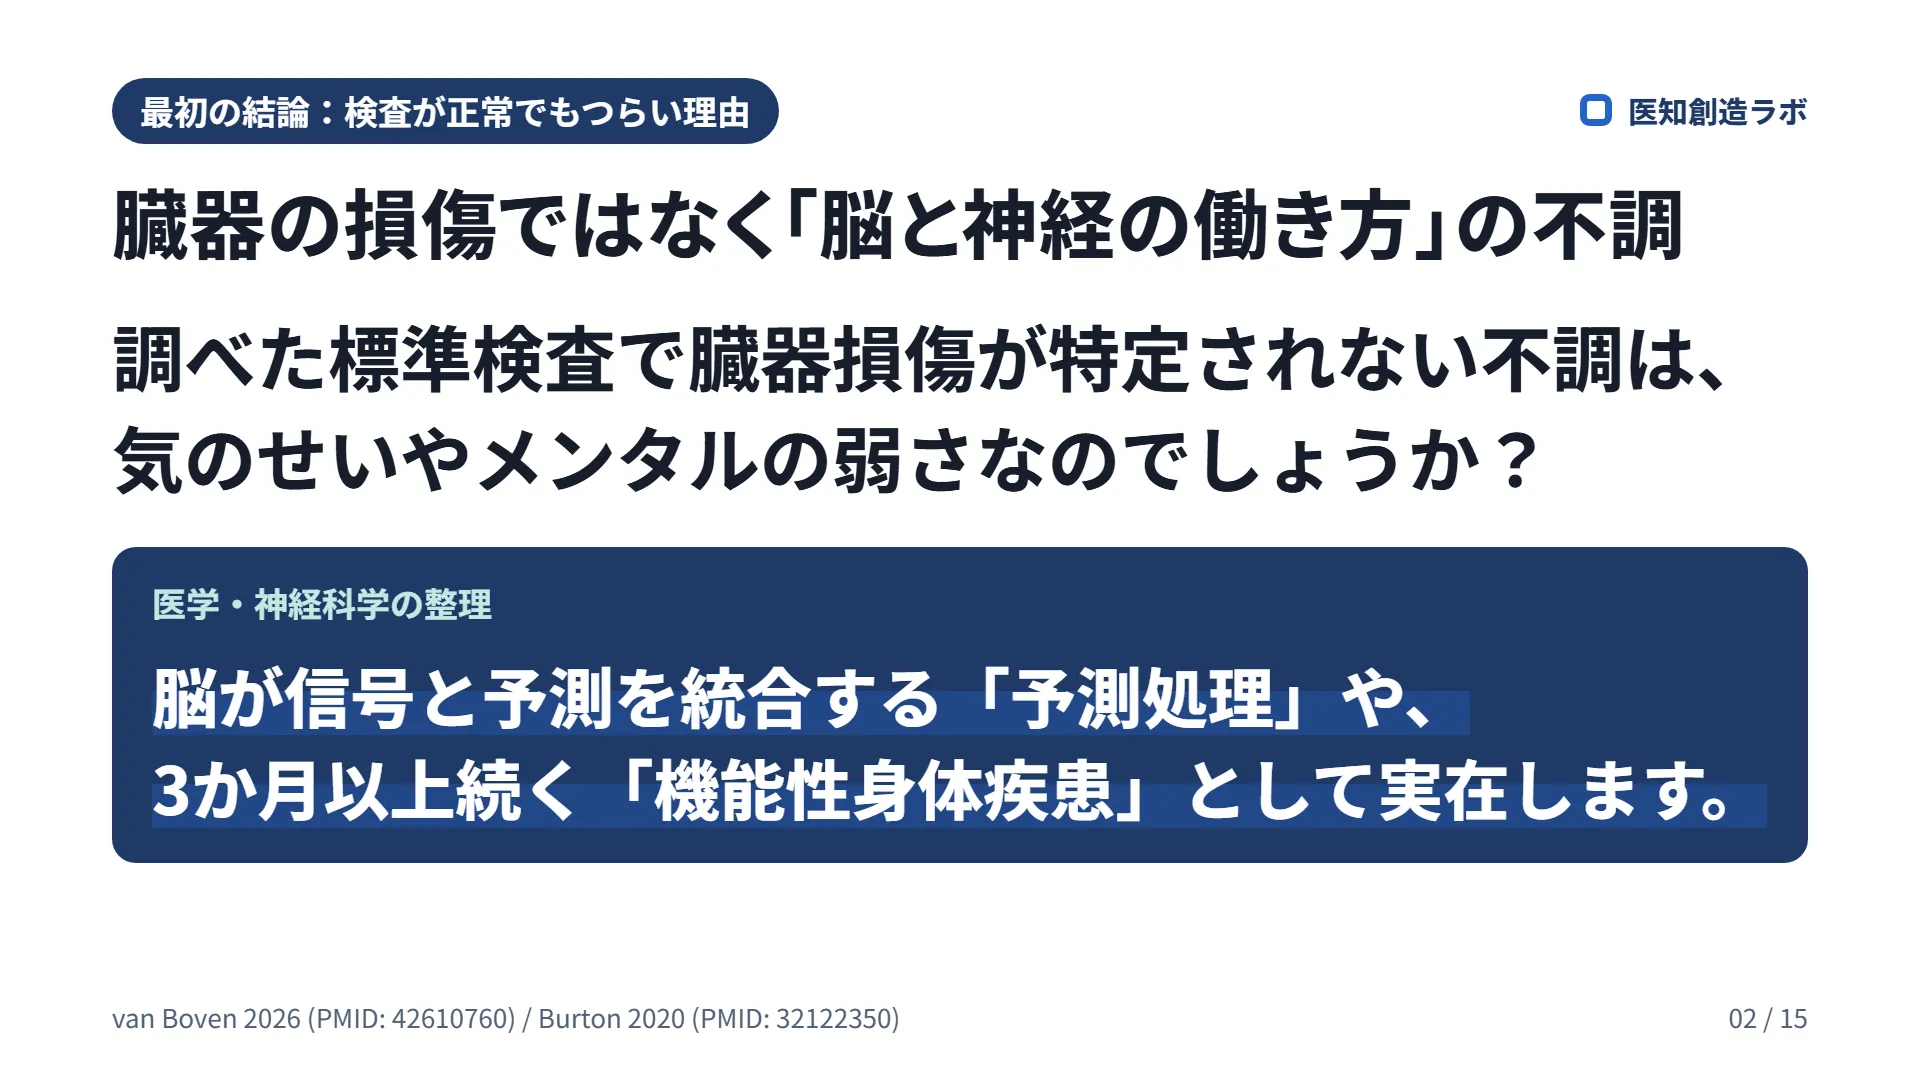 最初の結論：検査が正常でもつらい理由
医知創造ラボ
臓器の損傷ではなく「脳と神経の働き方」の不調
調べた標準検査で臓器損傷が特定されない不調は、
気のせいやメンタルの弱さなのでしょうか？
医学・神経科学の整理
脳が信号と予測を統合する「予測処理」や、
3か月以上続く「機能性身体疾患」として実在します。
van Boven 2026 (PMID: 42610760) / Burton 2020 (PMID: 32122350)
02 / 15